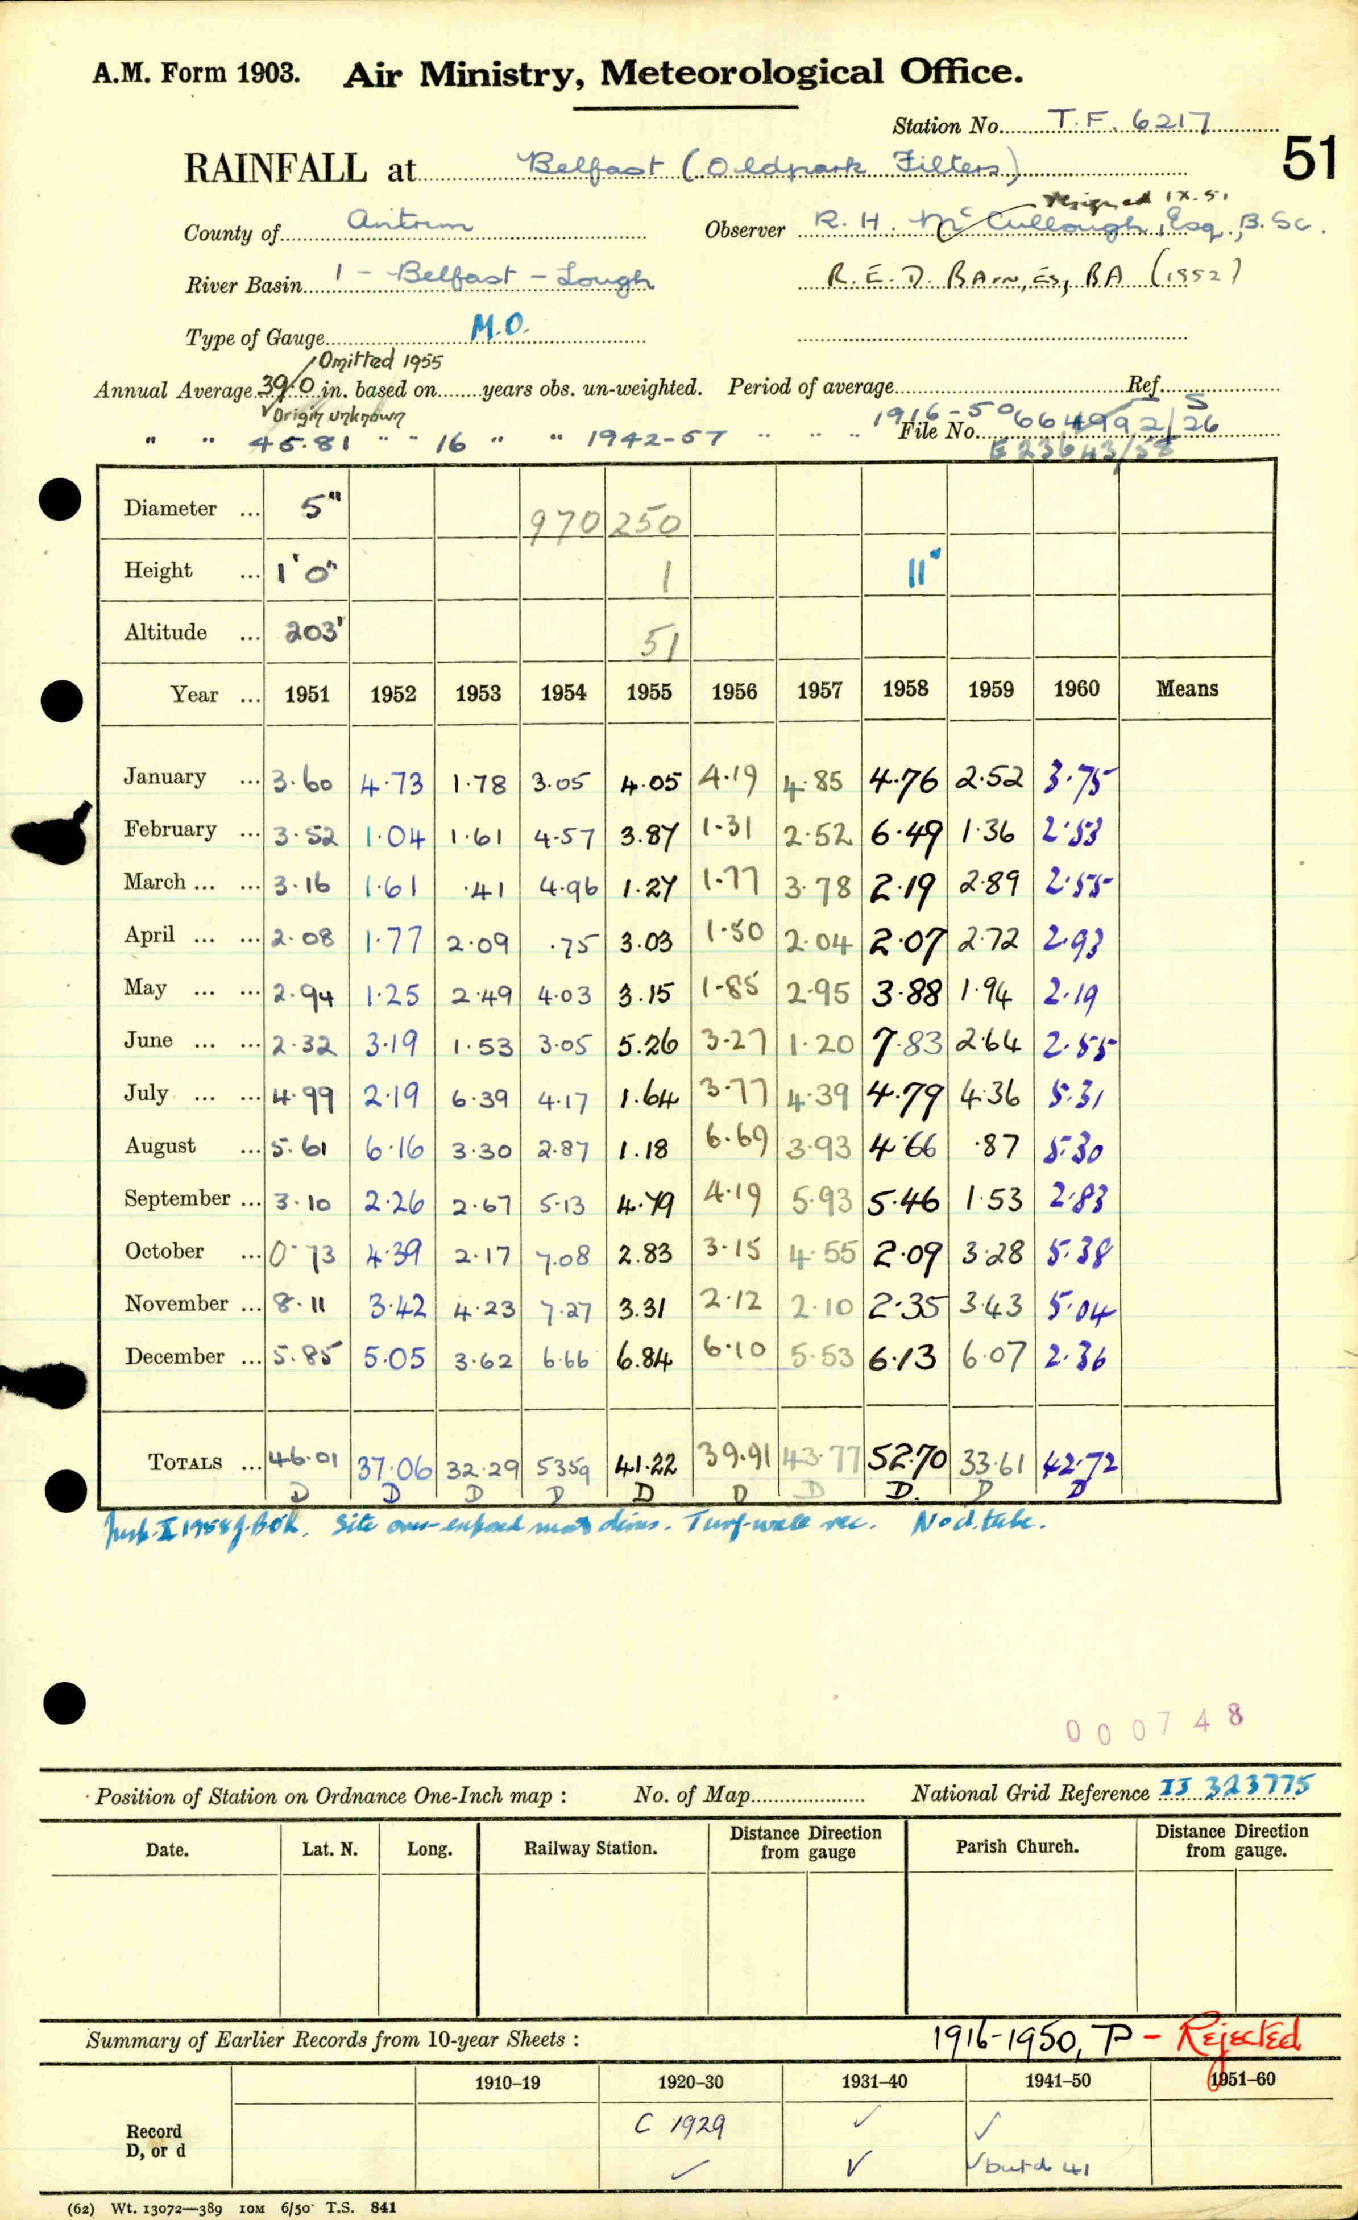 A.M. Form 1903. Air Ministry, Meteorological Office.
Station No. T.F. 6217
51
RAINFALL at Belfast (Oldpark Filters)
resigned IX.51
County of Antrim Observer R. H. McCullough, Esq., B.Sc.
River Basin 1 - Belfast - Lough R. E. D. BArn, Es, BA (1952)
Type of Gauge M.O.
Omitted 1955
Annual Average 39.0 in. based on years obs. un-weighted. Period of average Ref.
Origin unknown 1916-50 S
" " 45.81 " " 16 " " 1942-57 " " " File No. 664992/26
E 23643/58
Diameter ... 5" 970 250
Height ... 1' 0" 1 11"
Altitude ... 203' 51
Year ... 1951 1952 1953 1954 1955 1956 1957 1958 1959 1960 Means
January ... 3.60 4.73 1.78 3.05 4.05 4.19 4.85 4.76 2.52 3.75
February ... 3.52 1.04 1.61 4.57 3.87 1.31 2.52 6.49 1.36 2.53
March ... ... 3.16 1.61 .41 4.96 1.27 1.77 3.78 2.19 2.89 2.55
April ... ... 2.08 1.77 2.09 .75 3.03 1.50 2.04 2.07 2.72 2.93
May ... ... 2.94 1.25 2.49 4.03 3.15 1.85 2.95 3.88 1.94 2.19
June ... ... 2.32 3.19 1.53 3.05 5.26 3.27 1.20 7.83 2.64 2.55
July ... ... 4.99 2.19 6.39 4.17 1.64 3.77 4.39 4.79 4.36 5.31
August ... 5.61 6.16 3.30 2.87 1.18 6.69 3.93 4.66 .87 5.30
September ... 3.10 2.26 2.67 5.13 4.79 4.19 5.93 5.46 1.53 2.83
October ... 0.73 4.39 2.17 7.08 2.83 3.15 4.55 2.09 3.28 5.38
November ... 8.11 3.42 4.23 7.27 3.31 2.12 2.10 2.35 3.43 5.04
December ... 5.85 5.05 3.62 6.66 6.84 6.10 5.53 6.13 6.07 2.36
TOTALS ... 46.01 37.06 32.29 53.59 41.22 39.91 43.77 52.70 33.61 42.72
D D D D D D D D. D D
Site over-exposed most dirns. Turf-wall rec. No d. tube.
000748
Position of Station on Ordnance One-Inch map : No. of Map National Grid Reference IJ 323775
Date. Lat. N. Long. Railway Station. Distance from gauge Direction Parish Church. Distance Direction from gauge.
Summary of Earlier Records from 10-year Sheets : 1916-1950, P - Rejected
1910–19 1920–30 1931–40 1941–50 1951–60
Record C 1929 ✓ ✓
D, or d ✓ ✓ ✓ but d 41
(62) Wt. 13072—389 10M 6/50 T.S. 841